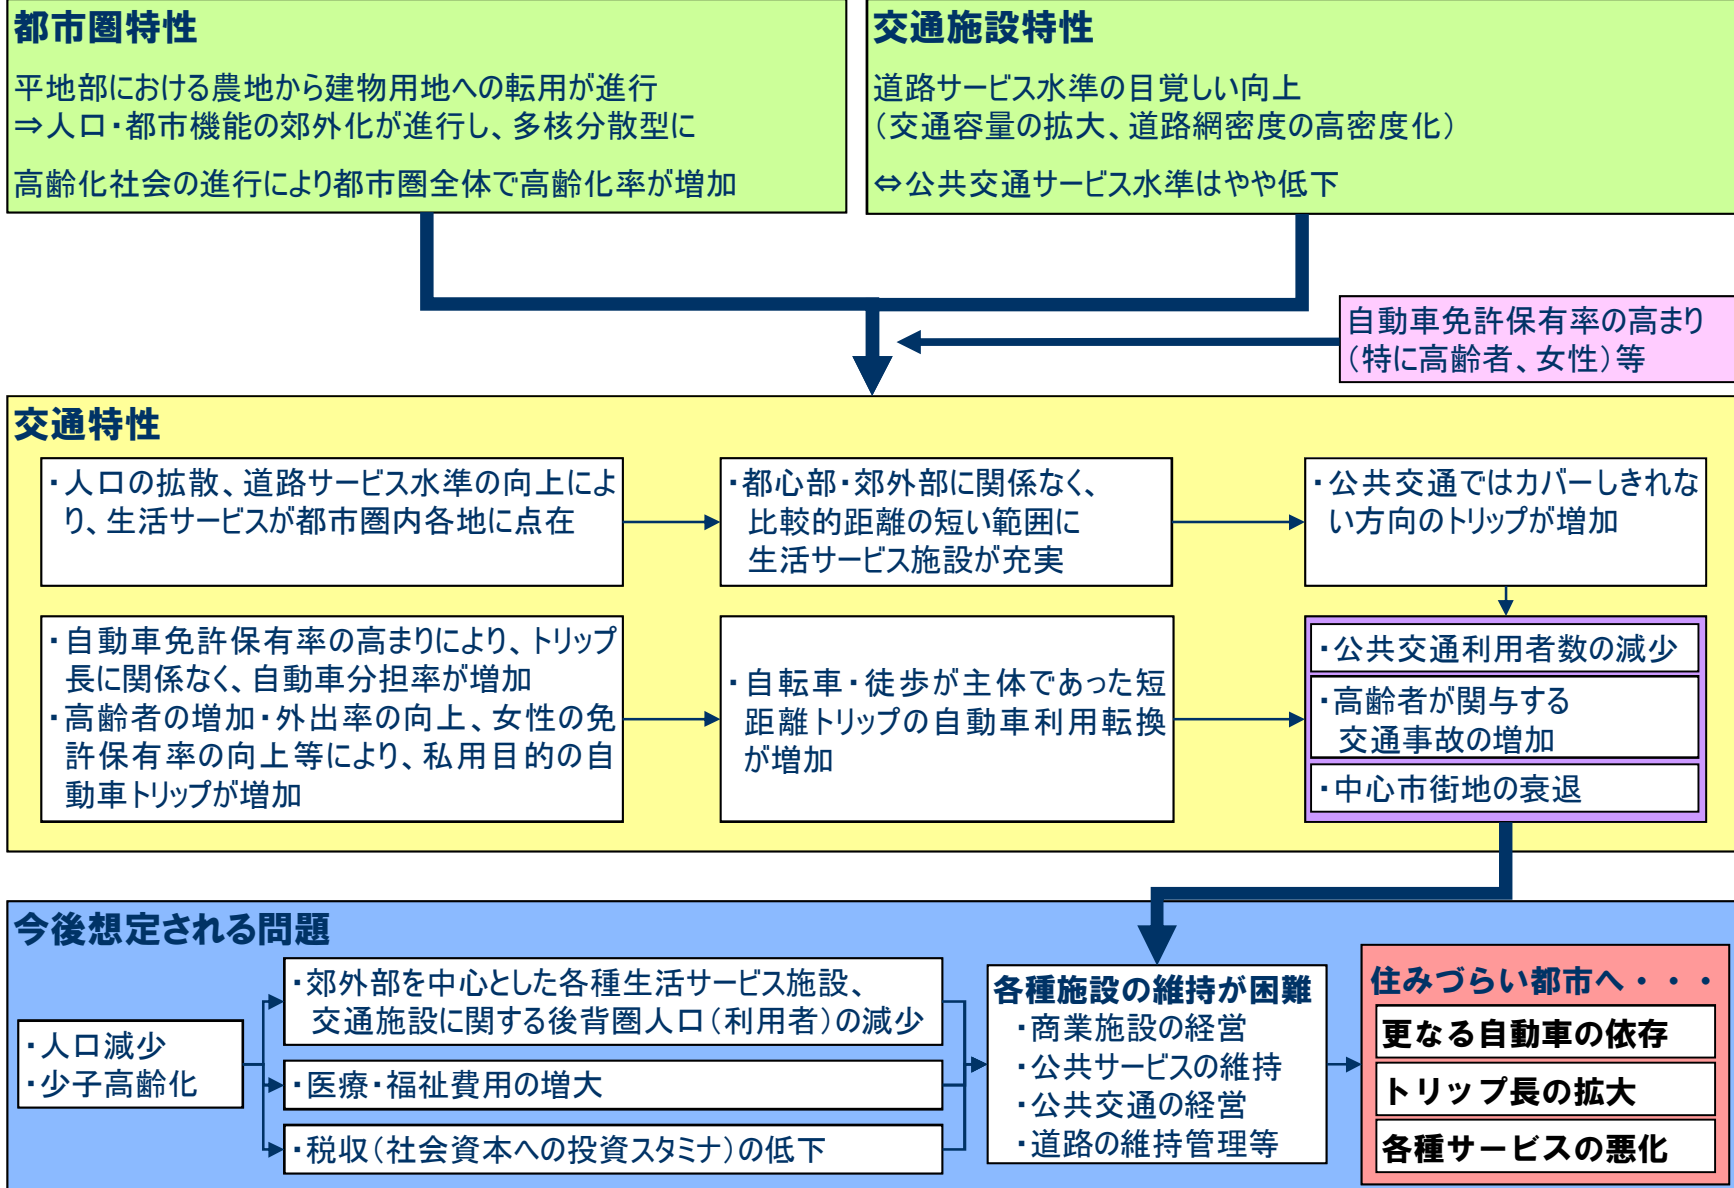 都市圏特性
平地部における農地から建物用地への転用が進行
⇒人口・都市機能の郊外化が進行し、多核分散型に
高齢化社会の進行により都市圏全体で高齢化率が増加
交通施設特性
道路サービス水準の目覚しい向上
（交通容量の拡大、道路網密度の高密度化）
⇔公共交通サービス水準はやや低下
自動車免許保有率の高まり
（特に高齢者、女性）等
交通特性
・人口の拡散、道路サービス水準の向上によ
り、生活サービスが都市圏内各地に点在
・都心部・郊外部に関係なく、
比較的距離の短い範囲に
生活サービス施設が充実
・公共交通ではカバーしきれな
い方向のトリップが増加
・自動車免許保有率の高まりにより、トリップ
長に関係なく、自動車分担率が増加
・高齢者の増加・外出率の向上、女性の免
許保有率の向上等により、私用目的の自
動車トリップが増加
・自転車・徒歩が主体であった短
距離トリップの自動車利用転換
が増加
・公共交通利用者数の減少
・高齢者が関与する
交通事故の増加
・中心市街地の衰退
今後想定される問題
・人口減少
・少子高齢化
・郊外部を中心とした各種生活サービス施設、
交通施設に関する後背圏人口（利用者）の減少
・医療・福祉費用の増大
・税収（社会資本への投資スタミナ）の低下
各種施設の維持が困難
・商業施設の経営
・公共サービスの維持
・公共交通の経営
・道路の維持管理等
住みづらい都市へ・・・
更なる自動車の依存
トリップ長の拡大
各種サービスの悪化